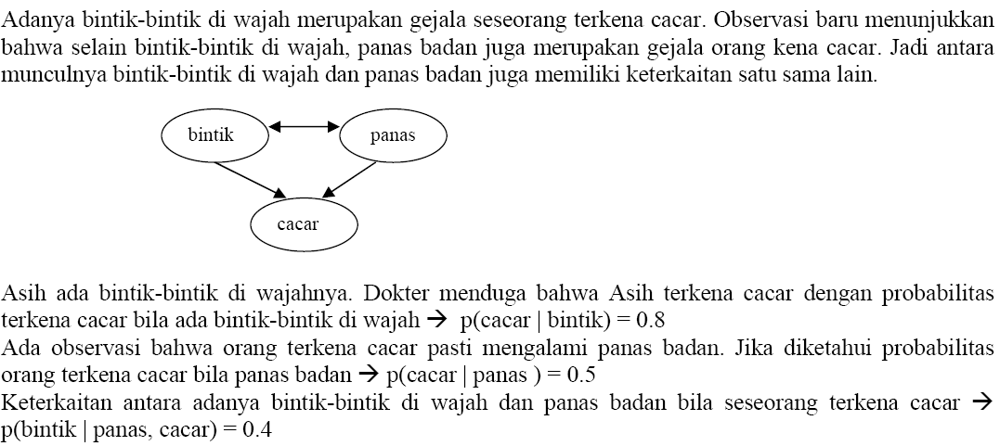 Adanya bintik-bintik di wajah merupakan gejala seseorang terkena cacar. Observasi baru menunjukkan
bahwa selain bintik-bintik di wajah, panas badan juga merupakan gejala orang kena cacar. Jadi antara
munculnya bintik-bintik di wajah dan panas badan juga memiliki keterkaitan satu sama lain.
bintik
panas
cacar
Asih ada bintik-bintik di wajahnya. Dokter menduga bahwa Asih terkena cacar dengan probabilitas
terkena cacar bila ada bintik-bintik di wajah → p(cacar | bintik) = 0.8
Ada observasi bahwa orang terkena cacar pasti mengalami panas badan. Jika diketahui probabilitas
orang terkena cacar bila panas badan → p(cacar | panas ) = 0.5
Keterkaitan antara adanya bintik-bintik di wajah dan panas badan bila seseorang terkena cacar →
p(bintik | panas, cacar) = 0.4